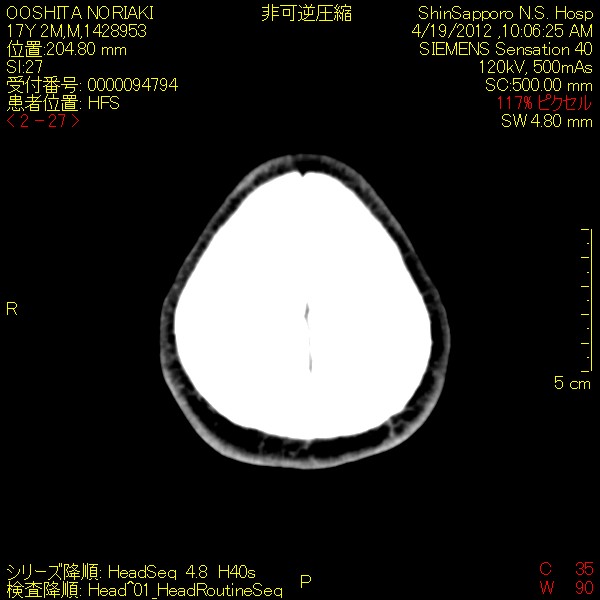 OOSHITA NORIAKI
17Y 2M,M,1428953
位置:204.80 mm
SI:27
受付番号: 0000094794
患者位置: HFS
<2-27>
非可逆圧縮
ShinSapporo N.S. Hosp
4/19/2012 ,10:06:25 AM
SIEMENS Sensation 40
120kV, 500mAs
SC:500.00 mm
117% ピクセル
SW 4.80 mm
R
5 cm
シリーズ降順: HeadSeq 4.8 H40s
検査降順: Head^01_HeadRoutineSeq
P
C 35
W 90